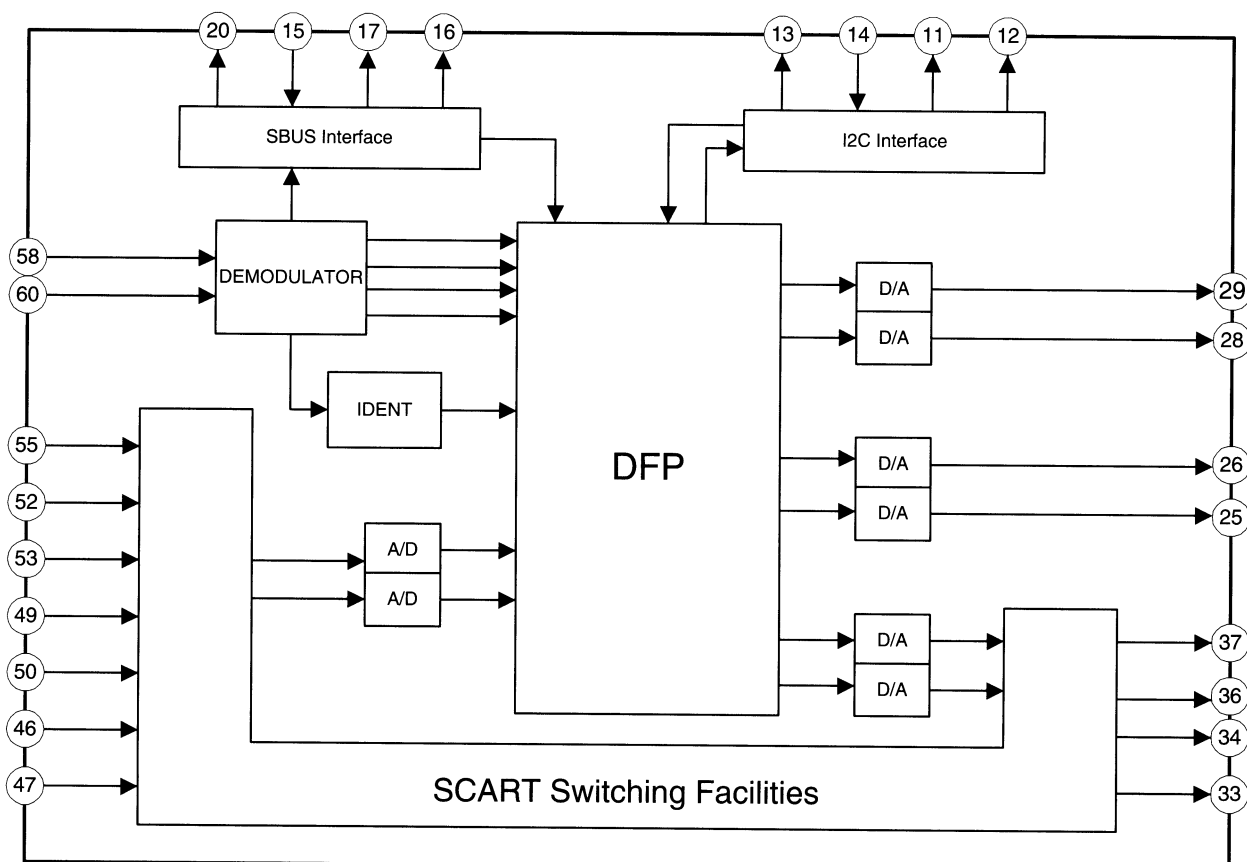 20 15 17 16 13 14 11 12
SBUS Interface
I2C Interface
58
DEMODULATOR
60
D/A
29
D/A
28
IDENT
55
DFP
D/A
26
52
D/A
25
53
A/D
49
A/D
50
D/A
37
D/A
36
46
34
47
SCART Switching Facilities
33